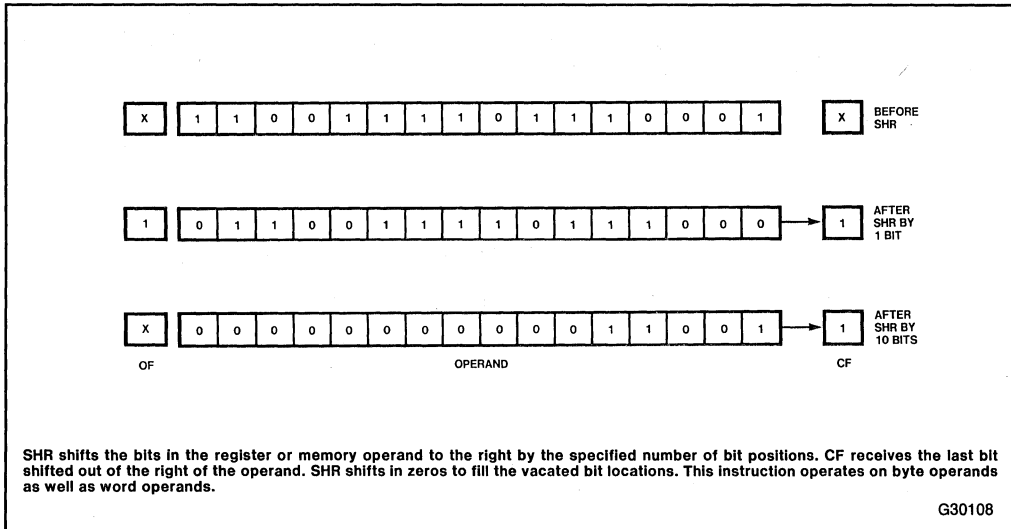 X 1 1 0 0 1 1 1 1 0 1 1 1 0 0 0 1 X BEFORE
SHR
1 0 1 1 0 0 1 1 1 1 0 1 1 1 0 0 0 1 AFTER
SHR BY
1 BIT
X 0 0 0 0 0 0 0 0 0 0 0 1 1 0 0 1 1 AFTER
SHR BY
10 BITS
OF OPERAND CF
SHR shifts the bits in the register or memory operand to the right by the specified number of bit positions. CF receives the last bit
shifted out of the right of the operand. SHR shifts in zeros to fill the vacated bit locations. This instruction operates on byte operands
as well as word operands.
G30108